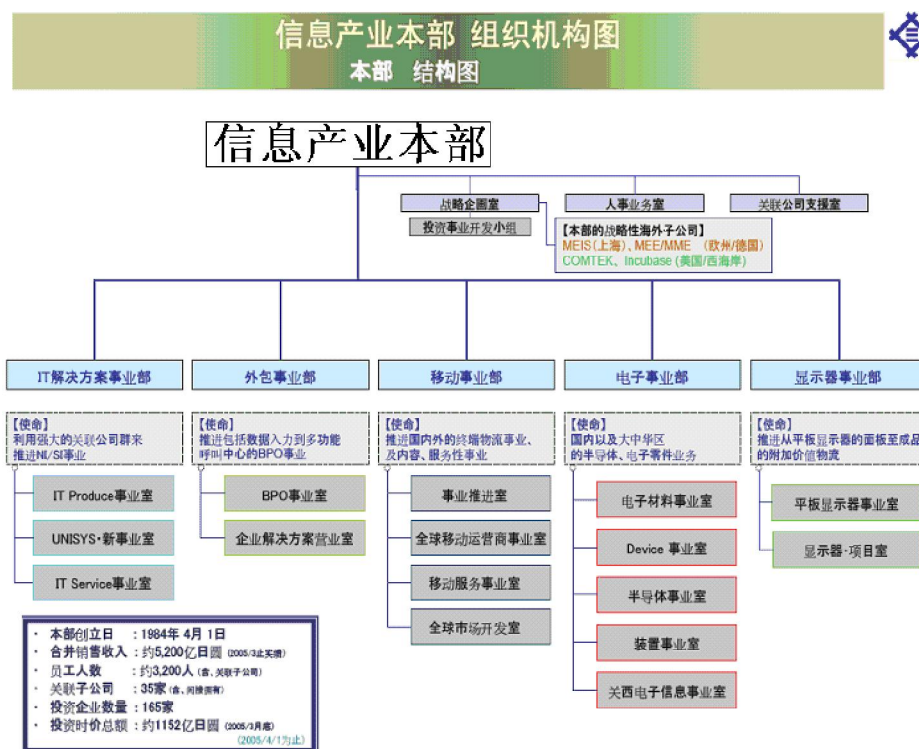 信息产业本部 组织机构图
本部 结构图
信息产业本部
战略企画室
人事业务室
关联公司支援室
投资事业开发小组
【本部的战略性海外子公司】
MEIS(上海)、MEE/MME (欧州/德国)
COMTEK、Incubase (美国/西海岸)
IT解决方案事业部
外包事业部
移动事业部
电子事业部
显示器事业部
【使命】
利用强大的关联公司群来
推进NI/SI事业
【使命】
推进包括数据入力到多功能
呼叫中心的BPO事业
【使命】
推进国内外的终端物流事业、
及内容、服务性事业
【使命】
国内以及大中华区
的半导体、电子零件业务
【使命】
推进从平板显示器的面板至成品
的附加价值物流
IT Produce事业室
UNISYS·新事业室
IT Service事业室
BPO事业室
企业解决方案营业室
事业推进室
全球移动运营商事业室
移动服务事业室
全球市场开发室
电子材料事业室
Device 事业室
半导体事业室
装置事业室
关西电子信息事业室
平板显示器事业室
显示器·项目室
· 本部创立日 :1984年 4月 1日
· 合并销售收入 :约5,200亿日圆 (2005/3止实绩)
· 员工人数 :约3,200人 (含、关联子公司)
· 关联子公司 :35家 (含、间接拥有)
· 投资企业数量 :165家
· 投资时价总额 :约1152亿日圆 (2005/3月底)
(2005/4/1为止)